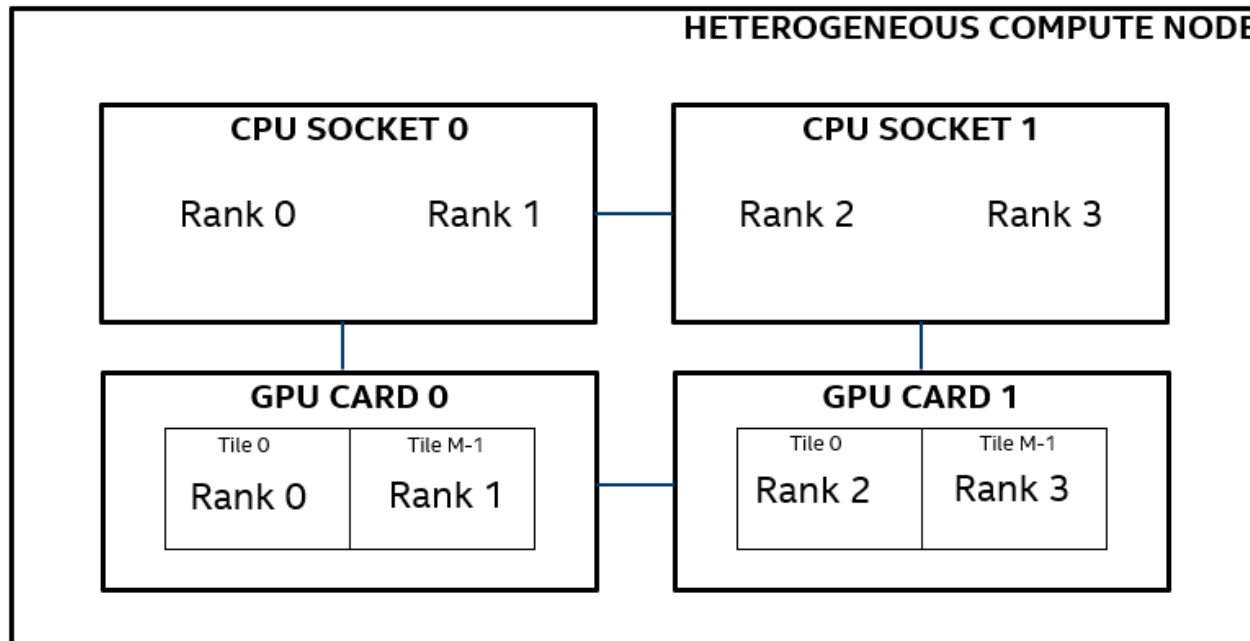 HETEROGENEOUS COMPUTE NODE
CPU SOCKET 0
CPU SOCKET 1
Rank 0
Rank 1
Rank 2
Rank 3
GPU CARD 0
GPU CARD 1
Tile 0
Tile M-1
Tile 0
Tile M-1
Rank 0
Rank 1
Rank 2
Rank 3